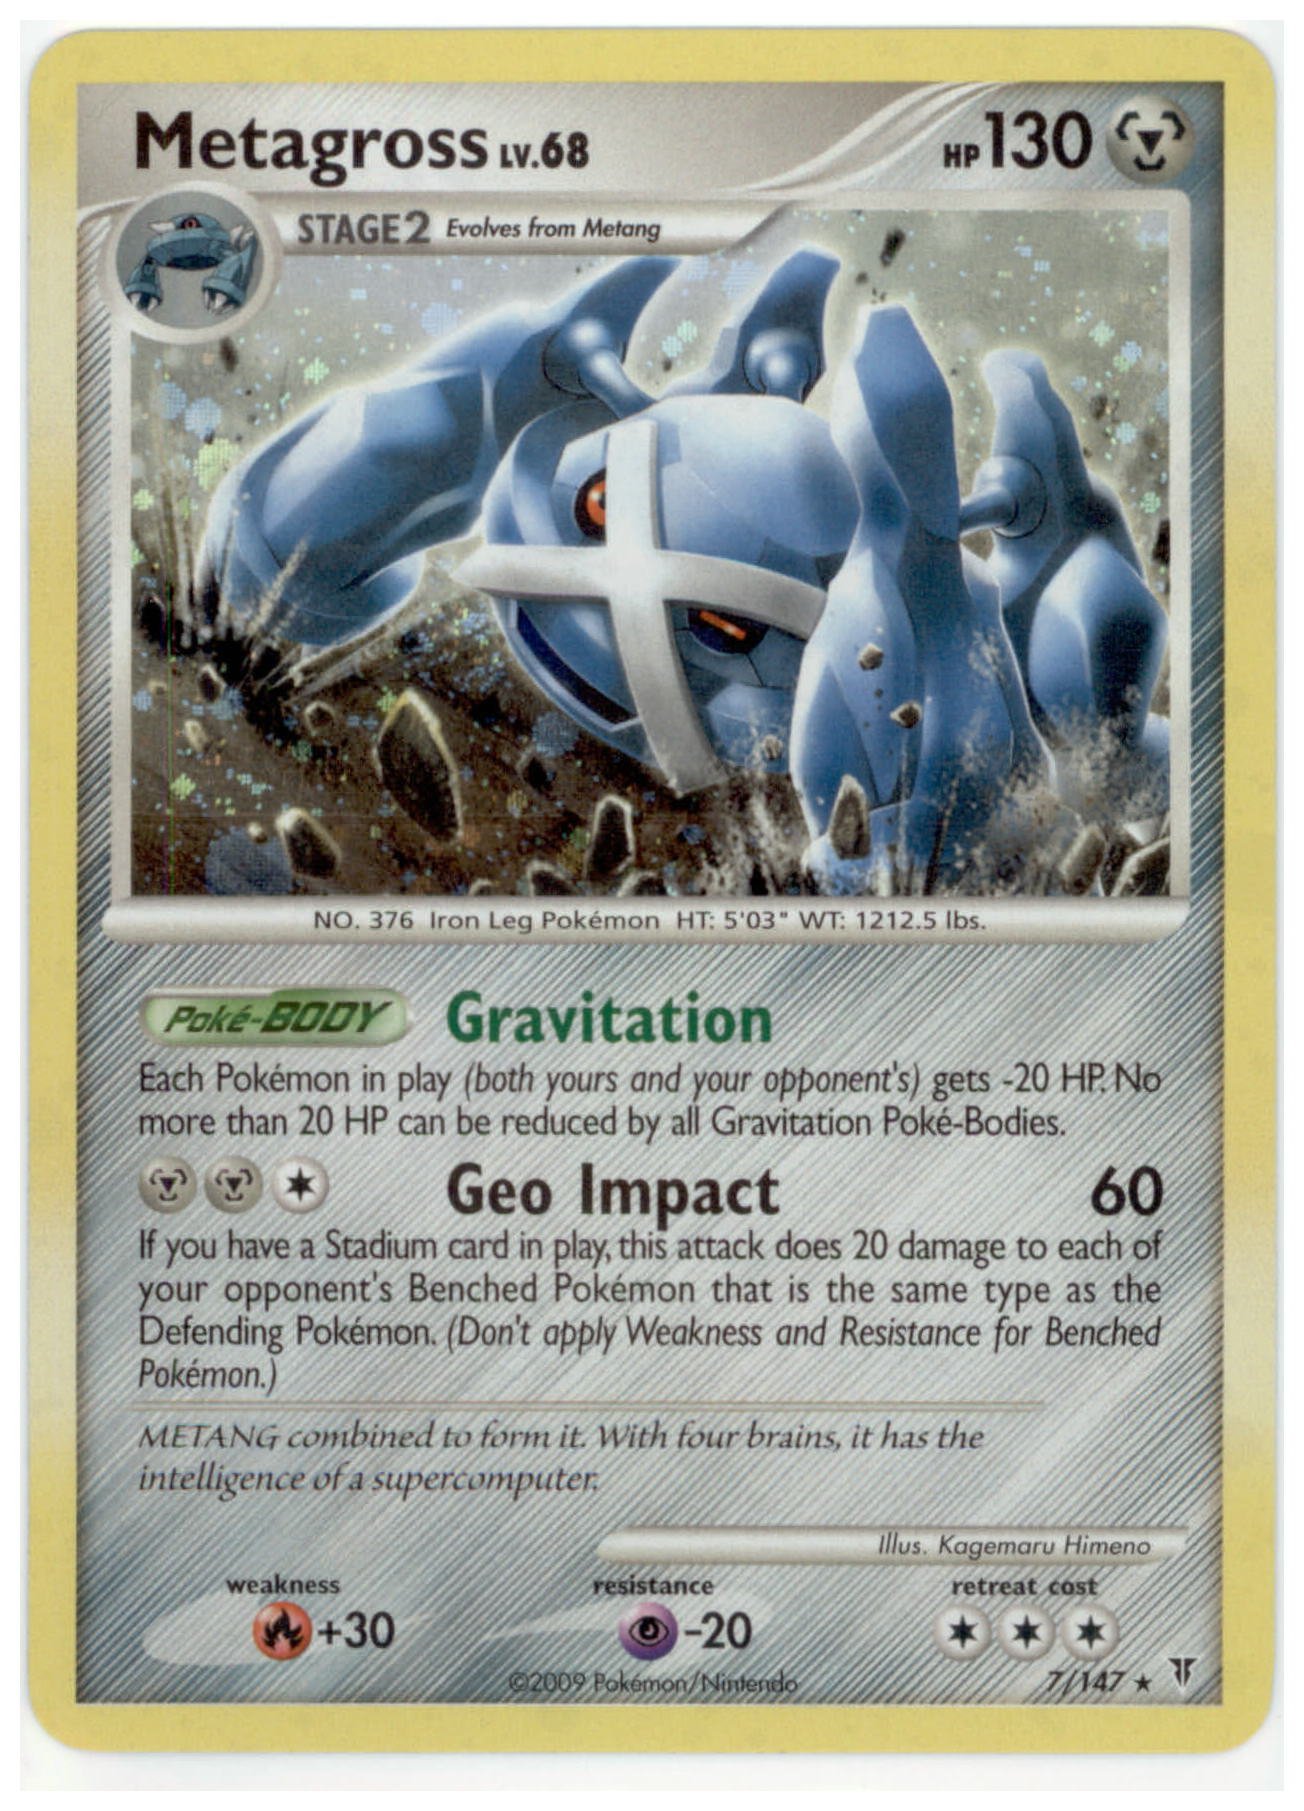 Metagross LV.68 HP 130
STAGE2 Evolves from Metang
NO. 376 Iron Leg Pokémon HT: 5'03" WT: 1212.5 lbs.
Poké-BODY Gravitation
Each Pokémon in play (both yours and your opponent's) gets -20 HP. No
more than 20 HP can be reduced by all Gravitation Poké-Bodies.
Geo Impact 60
If you have a Stadium card in play, this attack does 20 damage to each of
your opponent's Benched Pokémon that is the same type as the
Defending Pokémon. (Don't apply Weakness and Resistance for Benched
Pokémon.)
METANG combined to form it. With four brains, it has the
intelligence of a supercomputer.
Illus. Kagemaru Himeno
weakness resistance retreat cost
+30 -20
©2009 Pokémon/Nintendo 7/147 ★